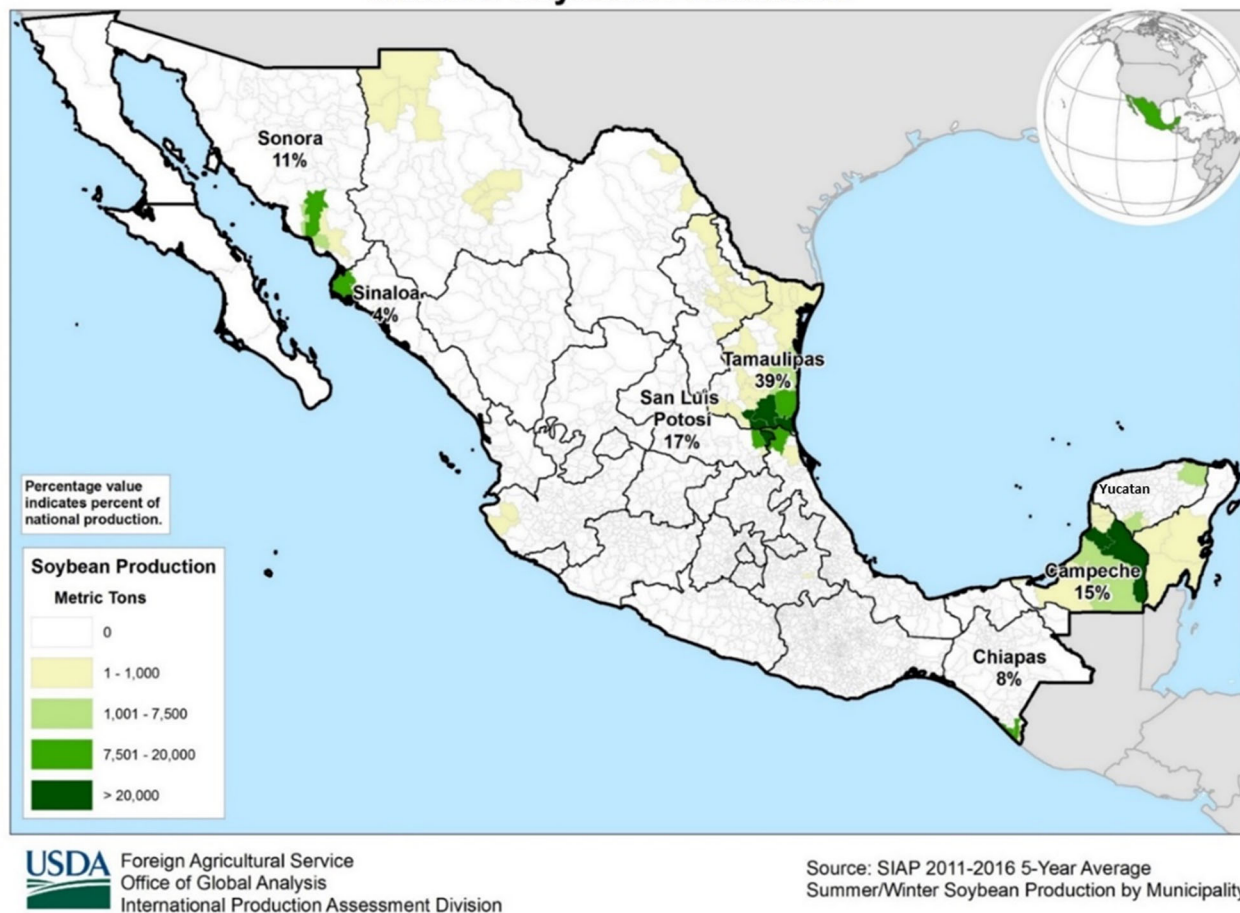 Sonora
11%
Sinaloa
4%
Tamaulipas
39%
San Luis
Potosi
17%
Yucatan
Campeche
15%
Chiapas
8%
Percentage value
indicates percent of
national production.
Soybean Production
Metric Tons
0
1 - 1,000
1,001 - 7,500
7,501 - 20,000
> 20,000
USDA
Foreign Agricultural Service
Office of Global Analysis
International Production Assessment Division
Source: SIAP 2011-2016 5-Year Average
Summer/Winter Soybean Production by Municipality